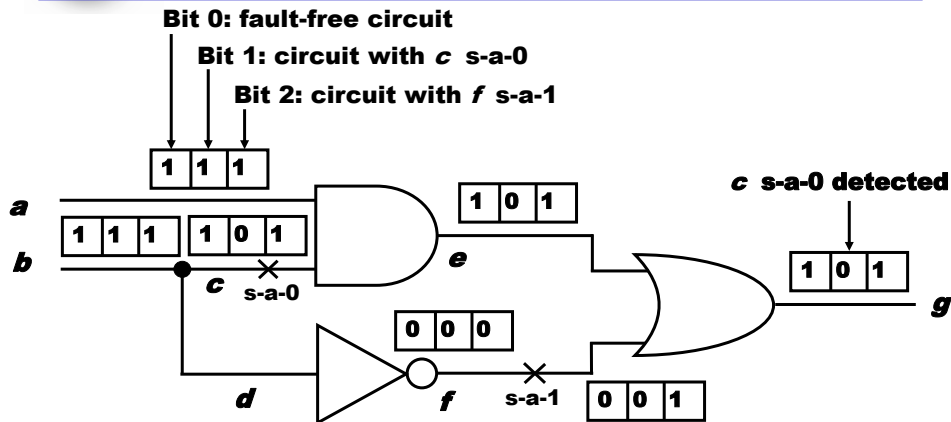 Bit 0: fault-free circuit
Bit 1: circuit with c s-a-0
Bit 2: circuit with f s-a-1
1 1 1
c s-a-0 detected
a
1 0 1
1 1 1
1 0 1
b
e
1 0 1
c
s-a-0
g
0 0 0
d
f
s-a-1
0 0 1